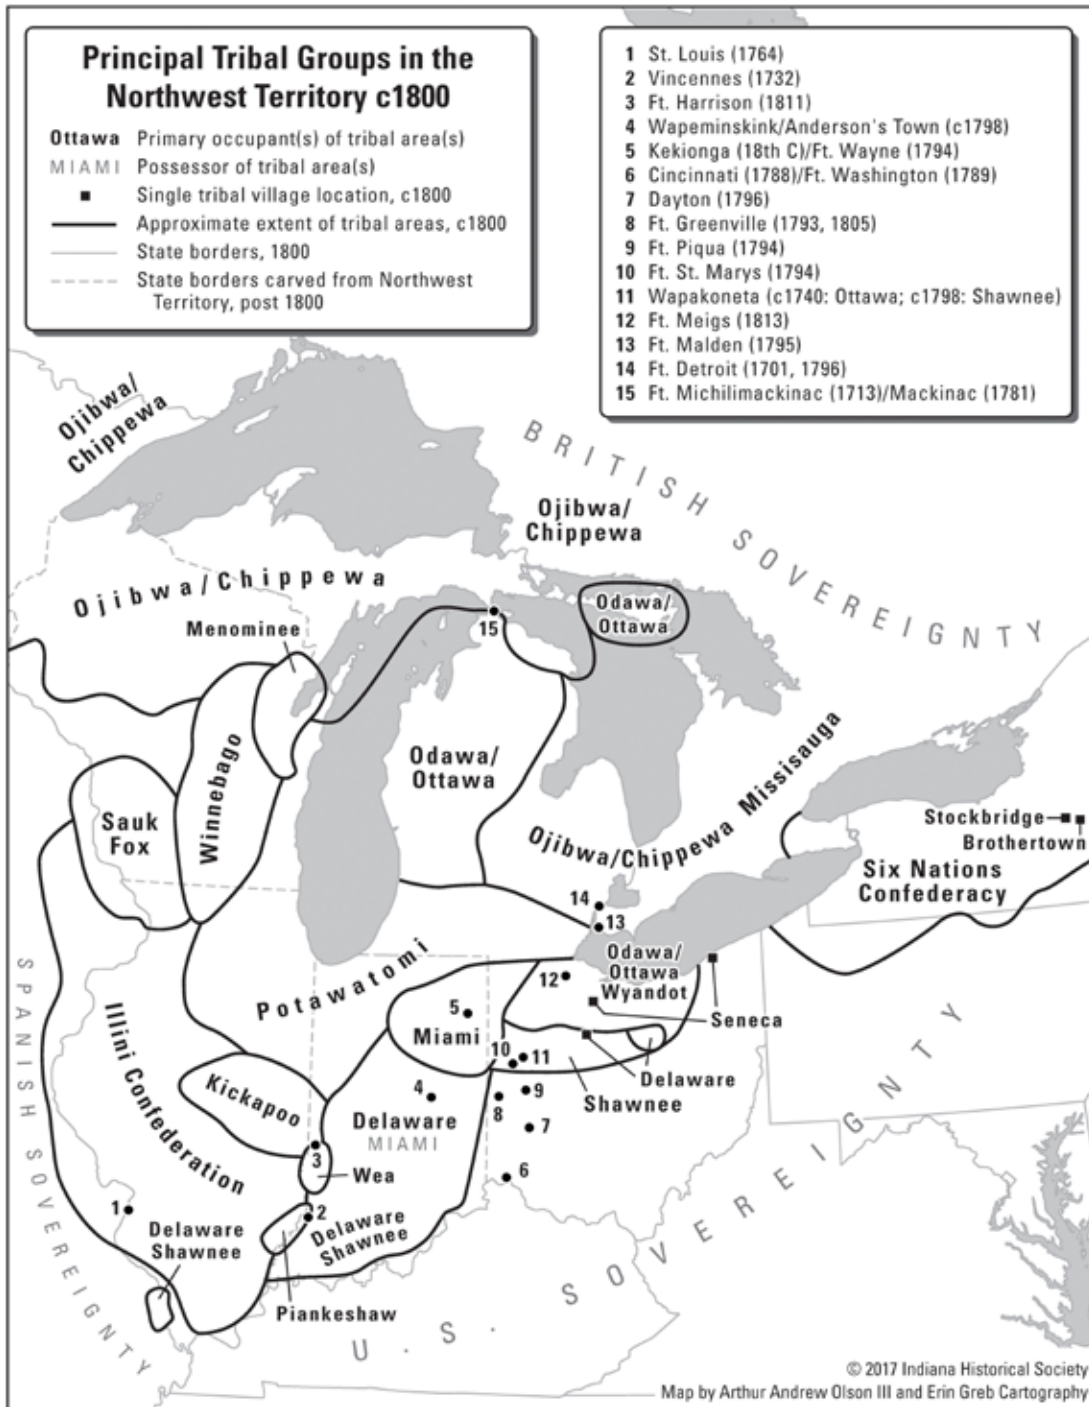 Principal Tribal Groups in the
Northwest Territory c1800
Ottawa Primary occupant(s) of tribal area(s)
MIAMI Possessor of tribal area(s)
Single tribal village location, c1800
Approximate extent of tribal areas, c1800
State borders, 1800
State borders carved from Northwest
Territory, post 1800
1 St. Louis (1764)
2 Vincennes (1732)
3 Ft. Harrison (1811)
4 Wapeminskink/Anderson's Town (c1798)
5 Kekionga (18th C)/Ft. Wayne (1794)
6 Cincinnati (1788)/Ft. Washington (1789)
7 Dayton (1796)
8 Ft. Greenville (1793, 1805)
9 Ft. Piqua (1794)
10 Ft. St. Marys (1794)
11 Wapakoneta (c1740: Ottawa; c1798: Shawnee)
12 Ft. Meigs (1813)
13 Ft. Malden (1795)
14 Ft. Detroit (1701, 1796)
15 Ft. Michilimackinac (1713)/Mackinac (1781)
Ojibwa/
Chippewa
BRITISH SOVEREIGNTY
Ojibwa/
Chippewa
Ojibwa/Chippewa
Menominee
15
Odawa/
Ottawa
Winnebago
Odawa/
Ottawa
Sauk
Fox
Ojibwa/Chippewa Missisauga
Stockbridge
Brothertown
Six Nations
Confederacy
14
13
Odawa/
Ottawa
Wyandot
12
Seneca
Potawatomi
5
Miami
10
11
Delaware
Shawnee
SPANISH SOVEREIGNTY
Illini Confederation
Kickapoo
4
Delaware
MIAMI
8
9
7
6
3
Wea
1
2
Delaware
Shawnee
Delaware
Shawnee
Piankeshaw
U.S. SOVEREIGNTY
© 2017 Indiana Historical Society
Map by Arthur Andrew Olson III and Erin Greb Cartography